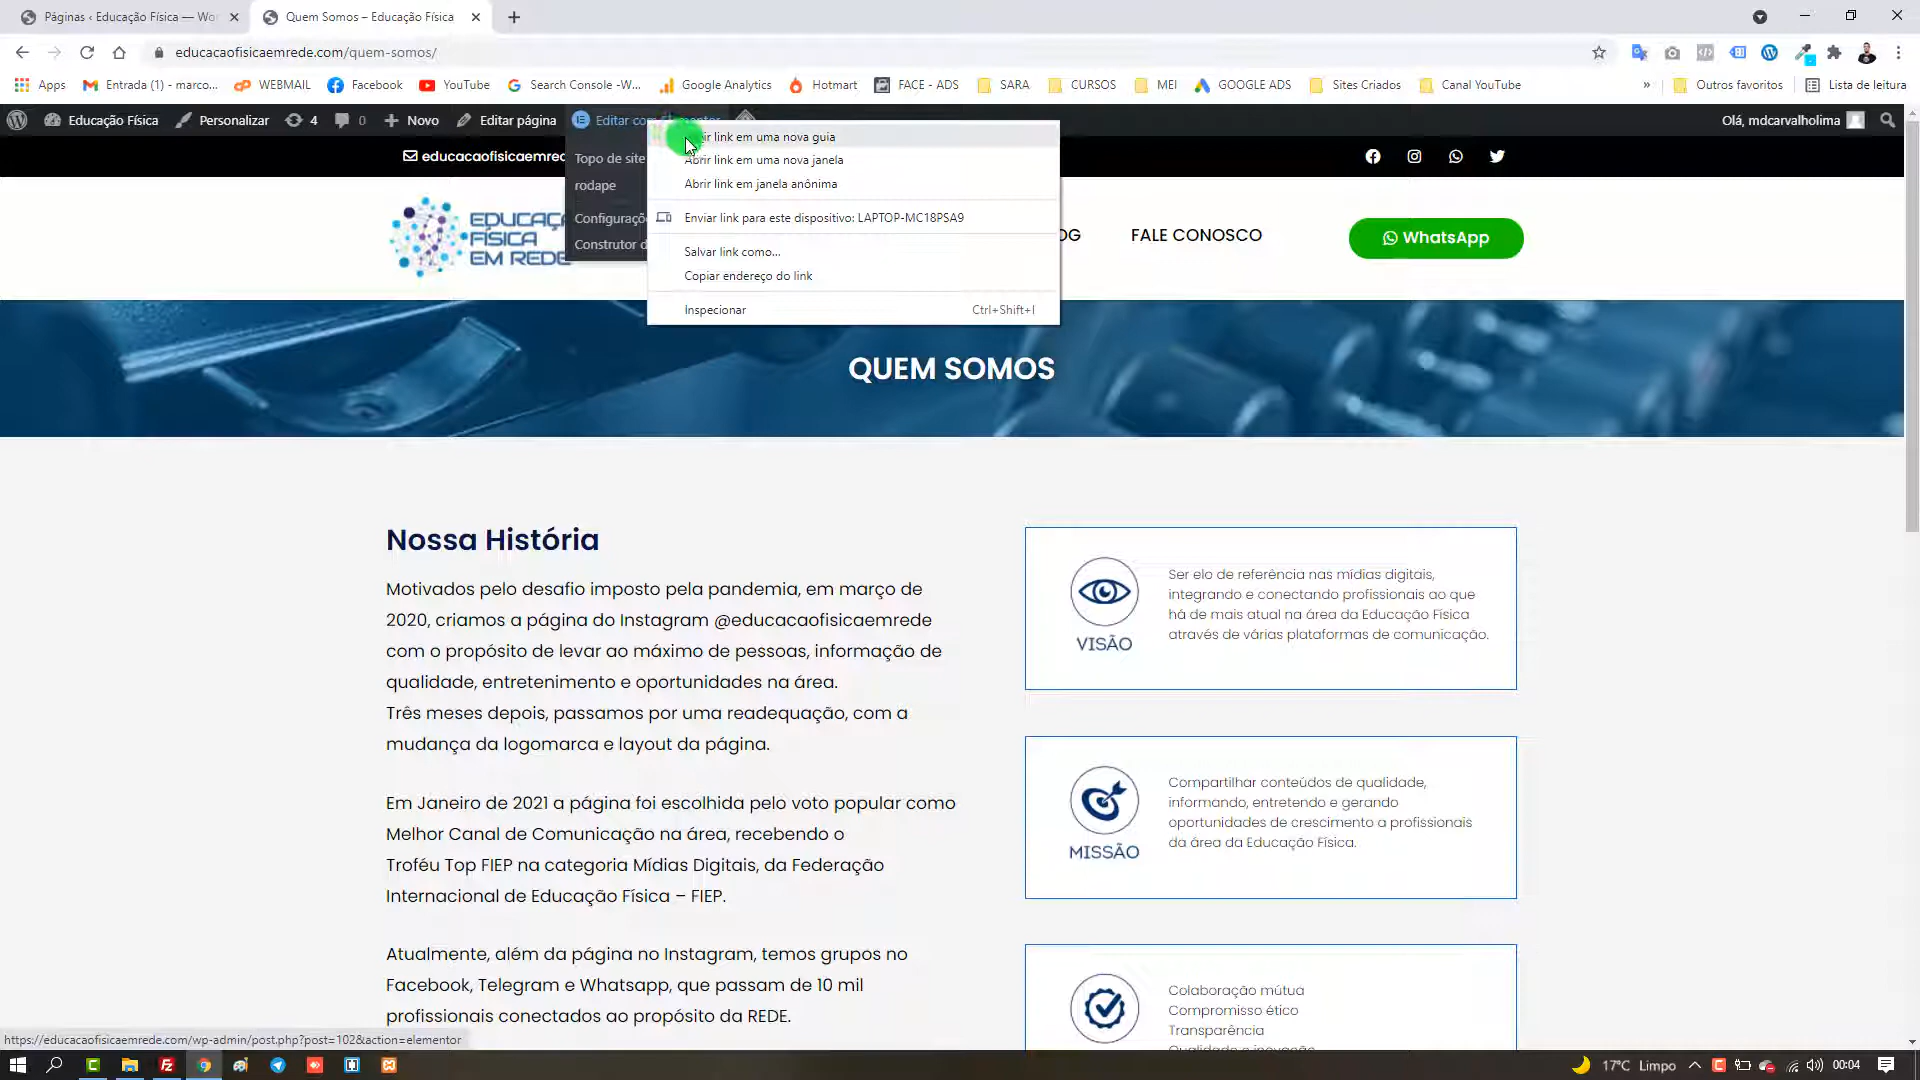 Páginas ‹ Educação Física — Wo
Quem Somos – Educação Física
educacaofisicaemrede.com/quem-somos/
Apps
Entrada (1) - marco...
WEBMAIL
Facebook
YouTube
Search Console -W...
Google Analytics
Hotmart
FACE - ADS
SARA
CURSOS
MEI
GOOGLE ADS
Sites Criados
Canal YouTube
»
Outros favoritos
Lista de leitura
Educação Física
Personalizar
4
0
Novo
Editar página
Editar com
Olá, mdcarvalholima
Topo de site
rodape
Configuraçõ
Construtor d
link em uma nova guia
Abrir link em uma nova janela
Abrir link em janela anônima
Enviar link para este dispositivo: LAPTOP-MC18PSA9
Salvar link como...
Copiar endereço do link
Inspecionar Ctrl+Shift+I
educacaofisicaemred
EDUCAÇ
FÍSICA
EM REDE
OG
FALE CONOSCO
WhatsApp
QUEM SOMOS
Nossa História
Motivados pelo desafio imposto pela pandemia, em março de
2020, criamos a página do Instagram @educacaofisicaemrede
com o propósito de levar ao máximo de pessoas, informação de
qualidade, entretenimento e oportunidades na área.
Três meses depois, passamos por uma readequação, com a
mudança da logomarca e layout da página.
Em Janeiro de 2021 a página foi escolhida pelo voto popular como
Melhor Canal de Comunicação na área, recebendo o
Troféu Top FIEP na categoria Mídias Digitais, da Federação
Internacional de Educação Física – FIEP.
Atualmente, além da página no Instagram, temos grupos no
Facebook, Telegram e Whatsapp, que passam de 10 mil
profissionais conectados ao propósito da REDE.
VISÃO
Ser elo de referência nas mídias digitais,
integrando e conectando profissionais ao que
há de mais atual na área da Educação Física
através de várias plataformas de comunicação.
MISSÃO
Compartilhar conteúdos de qualidade,
informando, entretendo e gerando
oportunidades de crescimento a profissionais
da área da Educação Física.
Colaboração mútua
Compromisso ético
Transparência
Qualidade e inovação
https://educacaofisicaemrede.com/wp-admin/post.php?post=102&action=elementor
17°C Limpo
00:04